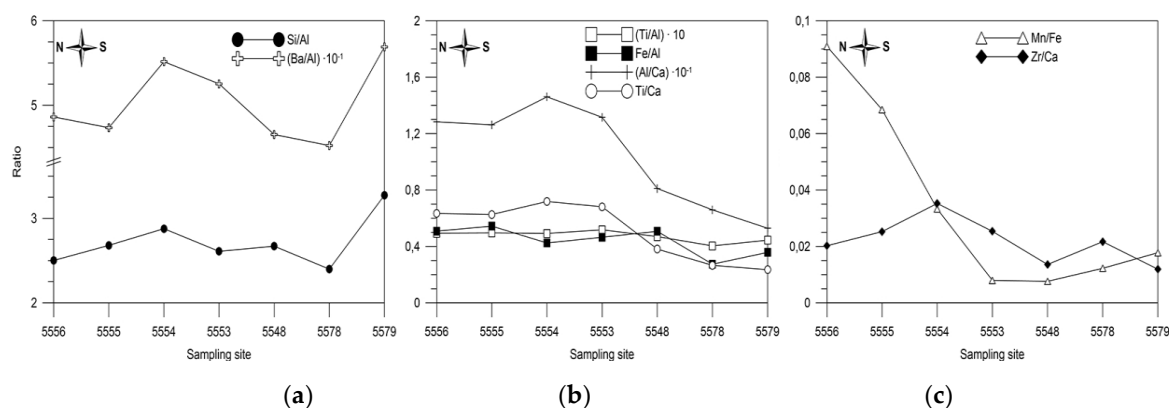 6
N S
Si/Al
(Ba/Al) ·10⁻¹
5
Ratio
3
2
5556 5555 5554 5553 5548 5578 5579
Sampling site
2
N S
(Ti/Al) · 10
Fe/Al
(Al/Ca) ·10⁻¹
Ti/Ca
1,6
1,2
0,8
0,4
0
5556 5555 5554 5553 5548 5578 5579
Sampling site
0,1
N S
Mn/Fe
Zr/Ca
0,08
0,06
0,04
0,02
0
5556 5555 5554 5553 5548 5578 5579
Sampling site
(a) (b) (c)